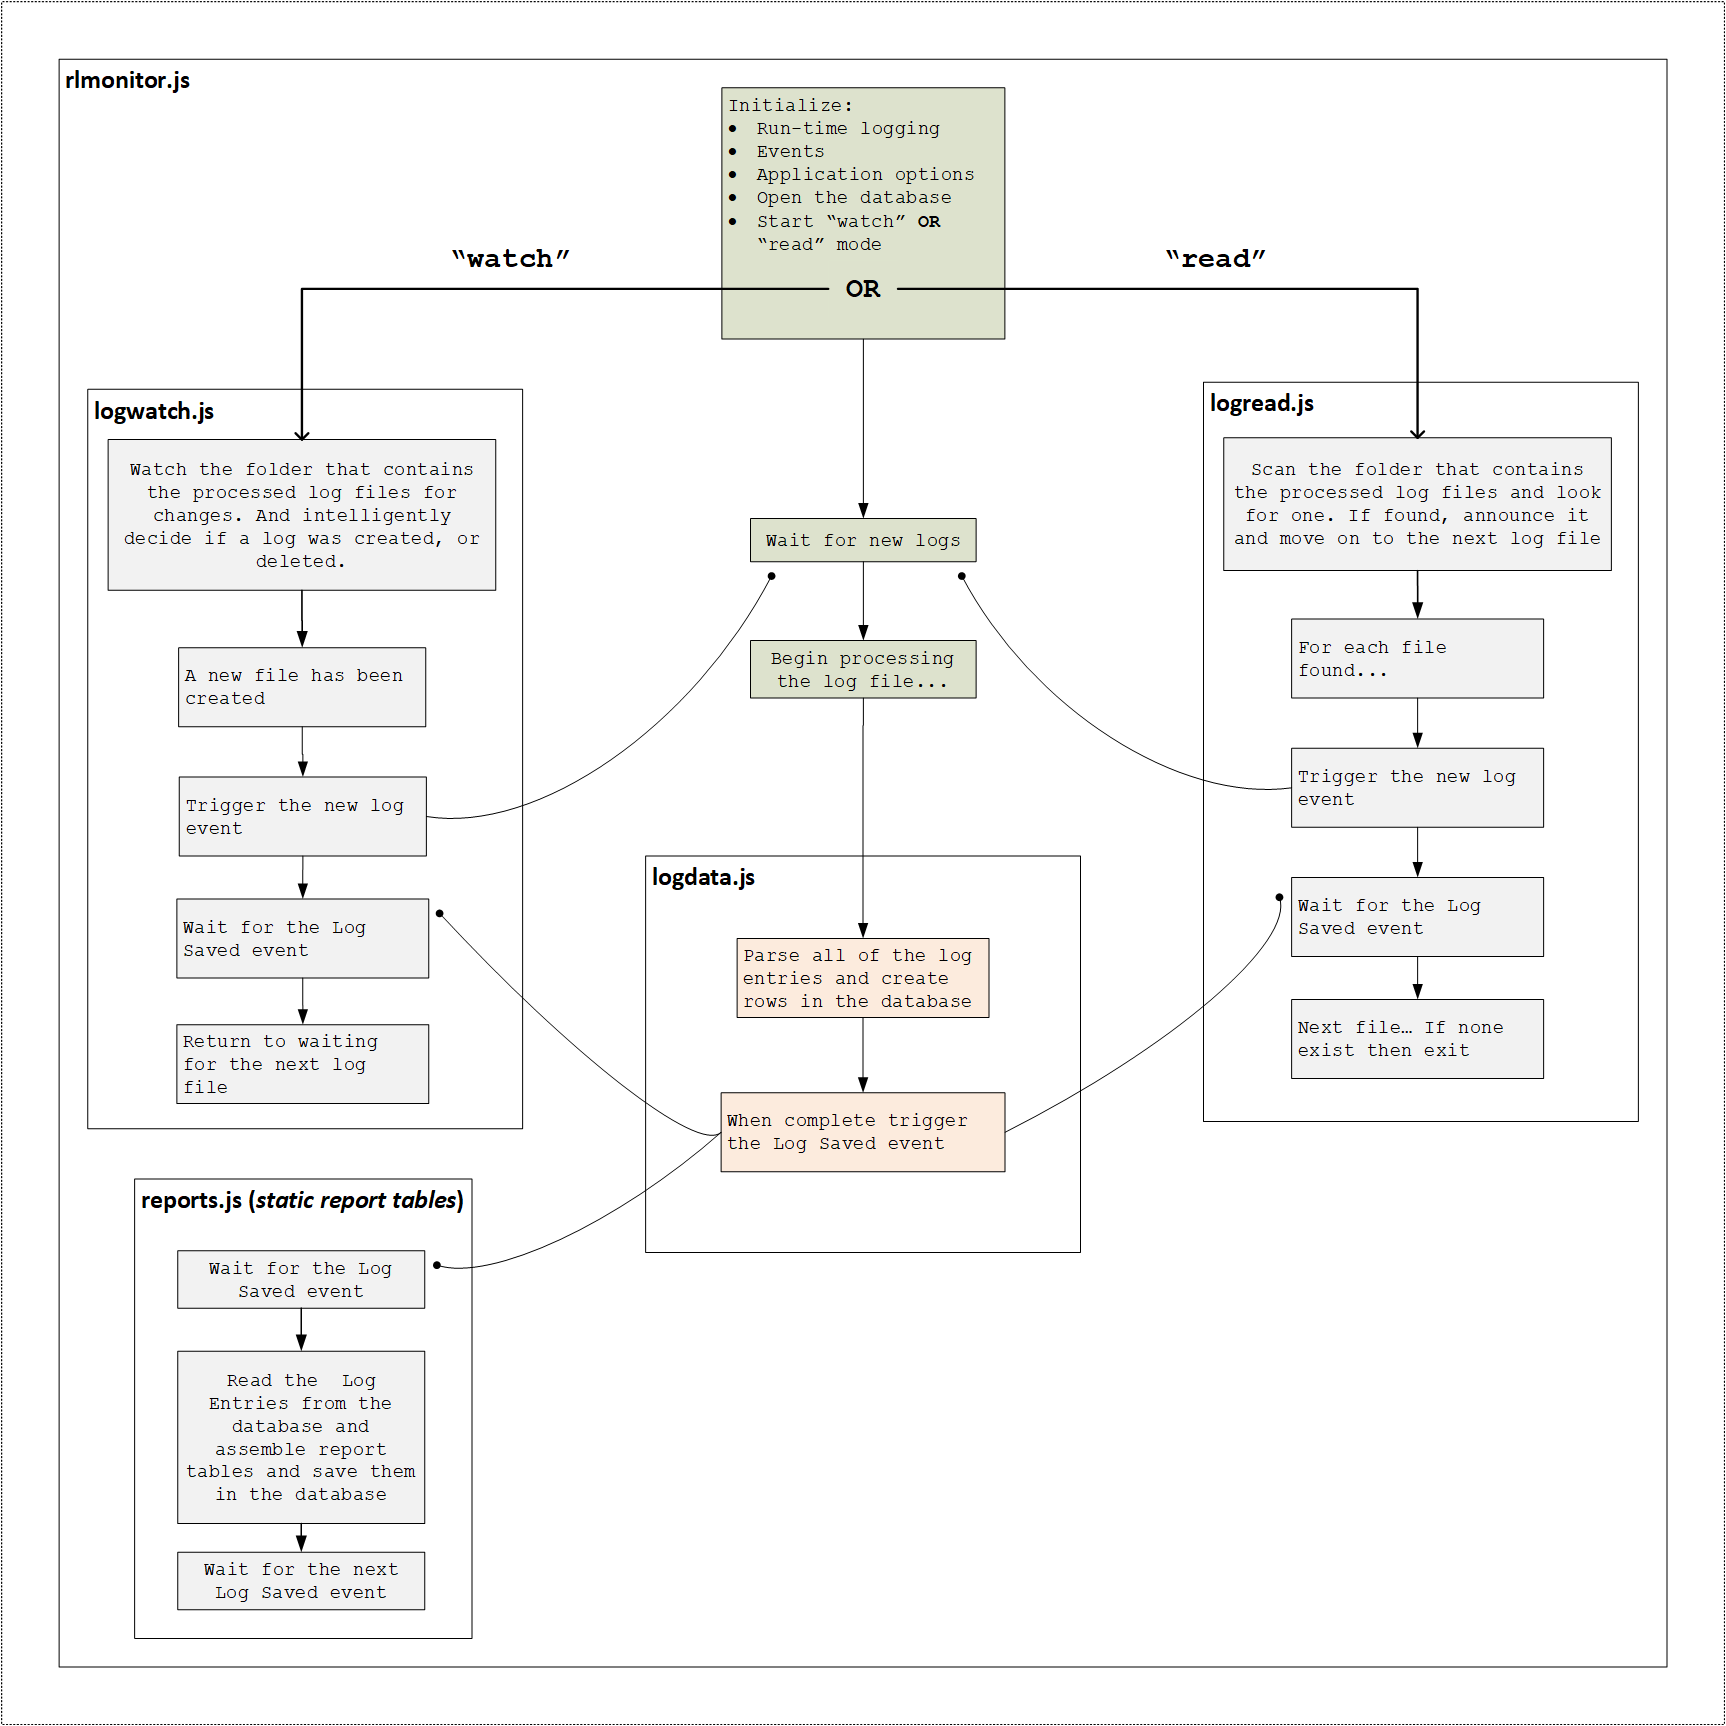 rlmonitor.js
Initialize:
• Run-time logging
• Events
• Application options
• Open the database
• Start “watch” OR
“read” mode
“watch”
“read”
OR
logwatch.js
Watch the folder that contains
the processed log files for
changes. And intelligently
decide if a log was created, or
deleted.
A new file has been
created
Trigger the new log
event
Wait for the Log
Saved event
Return to waiting
for the next log
file
Wait for new logs
Begin processing
the log file...
logread.js
Scan the folder that contains
the processed log files and look
for one. If found, announce it
and move on to the next log file
For each file
found...
Trigger the new log
event
Wait for the Log
Saved event
Next file… If none
exist then exit
logdata.js
Parse all of the log
entries and create
rows in the database
When complete trigger
the Log Saved event
reports.js (static report tables)
Wait for the Log
Saved event
Read the  Log
Entries from the
database and
assemble report
tables and save them
in the database
Wait for the next
Log Saved event